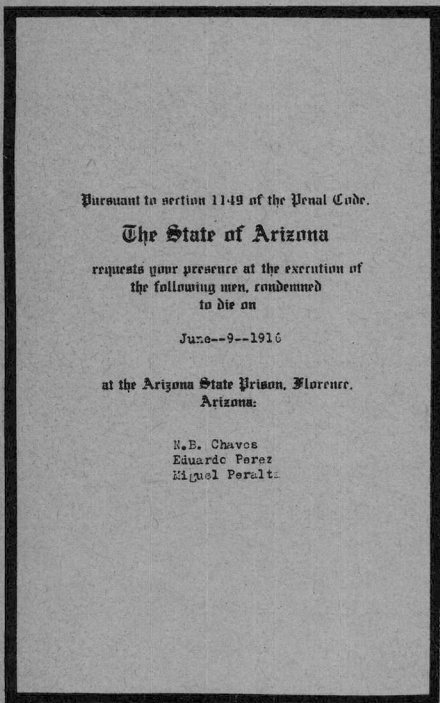 Pursuant to section 1149 of the Penal Code.
The State of Arizona
requests your presence at the execution of
the following men, condemned
to die on
June--9--1916
at the Arizona State Prison, Florence,
Arizona:
N.B. Chaves
Eduardo Perez
Miguel Peralta